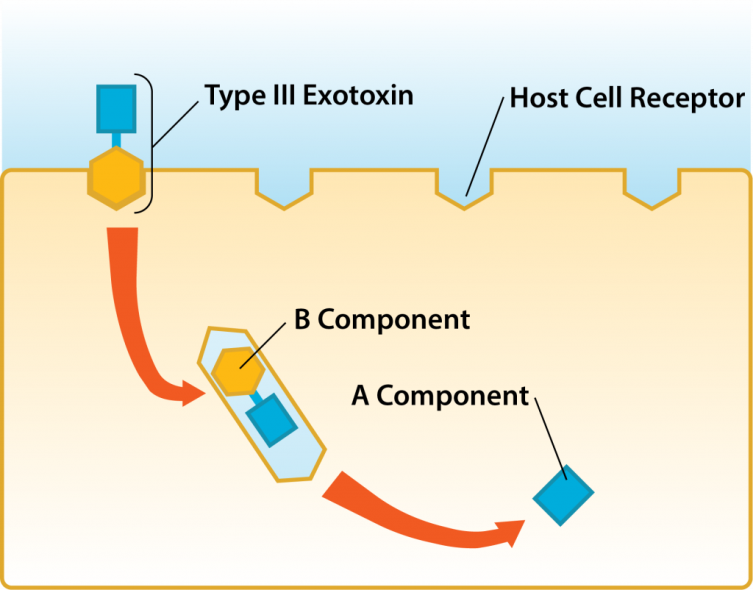 Type III Exotoxin
Host Cell Receptor
B Component
A Component